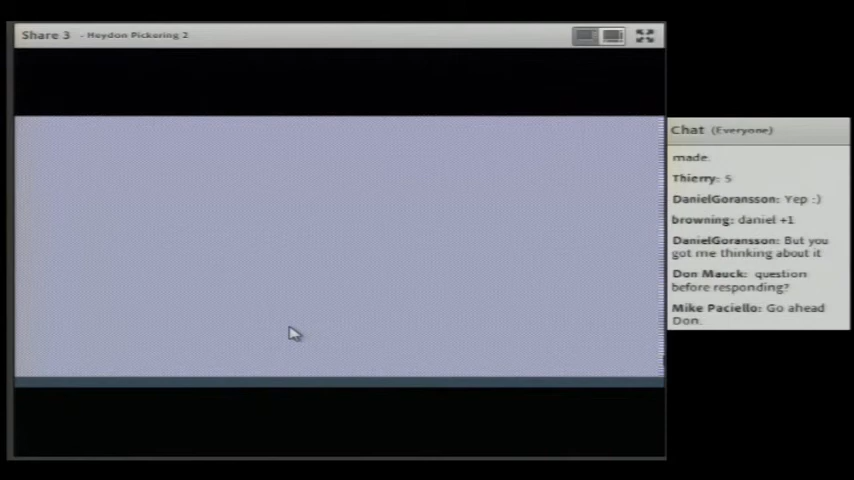 Share 3 - Heydon Pickering 2
Chat (Everyone)
made.
Thierry: 5
DanielGoransson: Yep :)
browning: daniel +1
DanielGoransson: But you
got me thinking about it
Don Mauck: question
before responding?
Mike Paciello: Go ahead
Don.